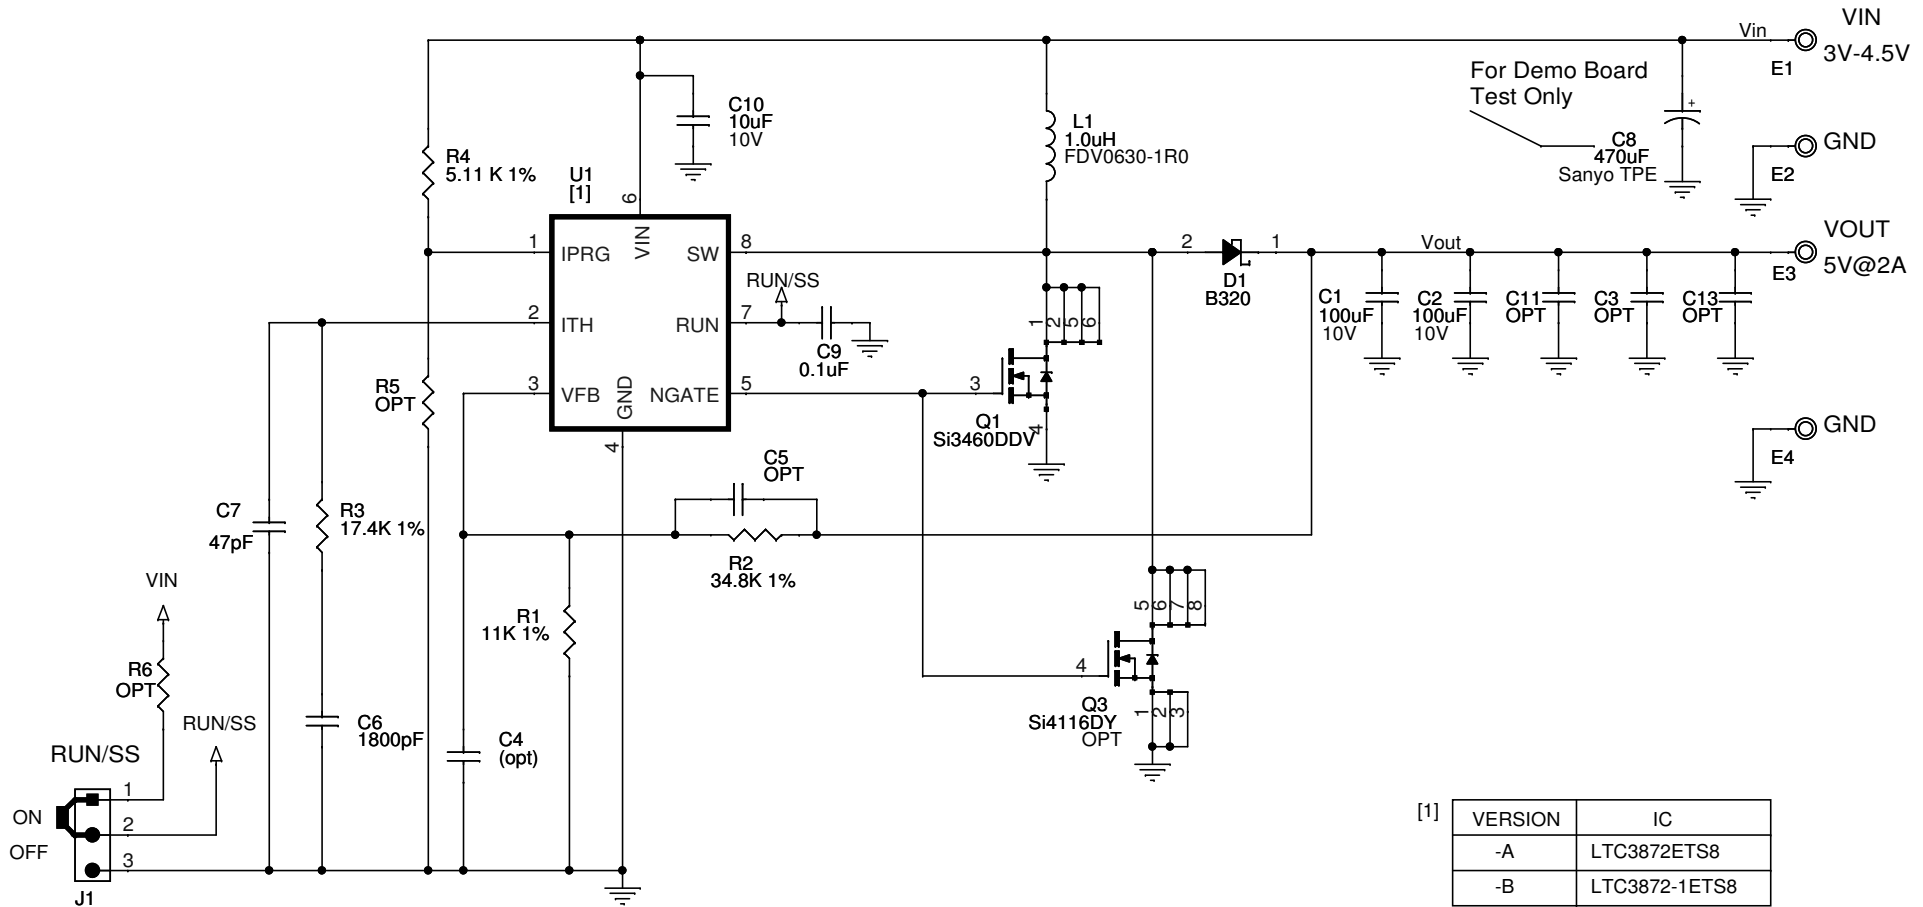 VIN
3V-4.5V
Vin
E1
For Demo Board
Test Only
C8
470uF
Sanyo TPE
+
GND
E2
C10
10uF
10V
L1
1.0uH
FDV0630-1R0
R4
5.11 K 1%
U1
[1]
6
VIN
1
IPRG
SW
8
2
ITH
RUN
7
3
VFB
GND
NGATE
5
4
RUN/SS
C9
0.1uF
2
1
D1
B320
Vout
VOUT
5V@2A
E3
C1
100uF
10V
C2
100uF
10V
C11
OPT
C3
OPT
C13
OPT
1
2
5
6
3
4
Q1
Si3460DDV
GND
E4
R5
OPT
C5
OPT
R2
34.8K 1%
C7
47pF
R3
17.4K 1%
R1
11K 1%
5
6
7
8
4
Q3
Si4116DY
OPT
1
2
3
VIN
R6
OPT
RUN/SS
C6
1800pF
C4
(opt)
RUN/SS
1
ON
2
OFF
3
J1
[1]
VERSION IC
-A LTC3872ETS8
-B LTC3872-1ETS8